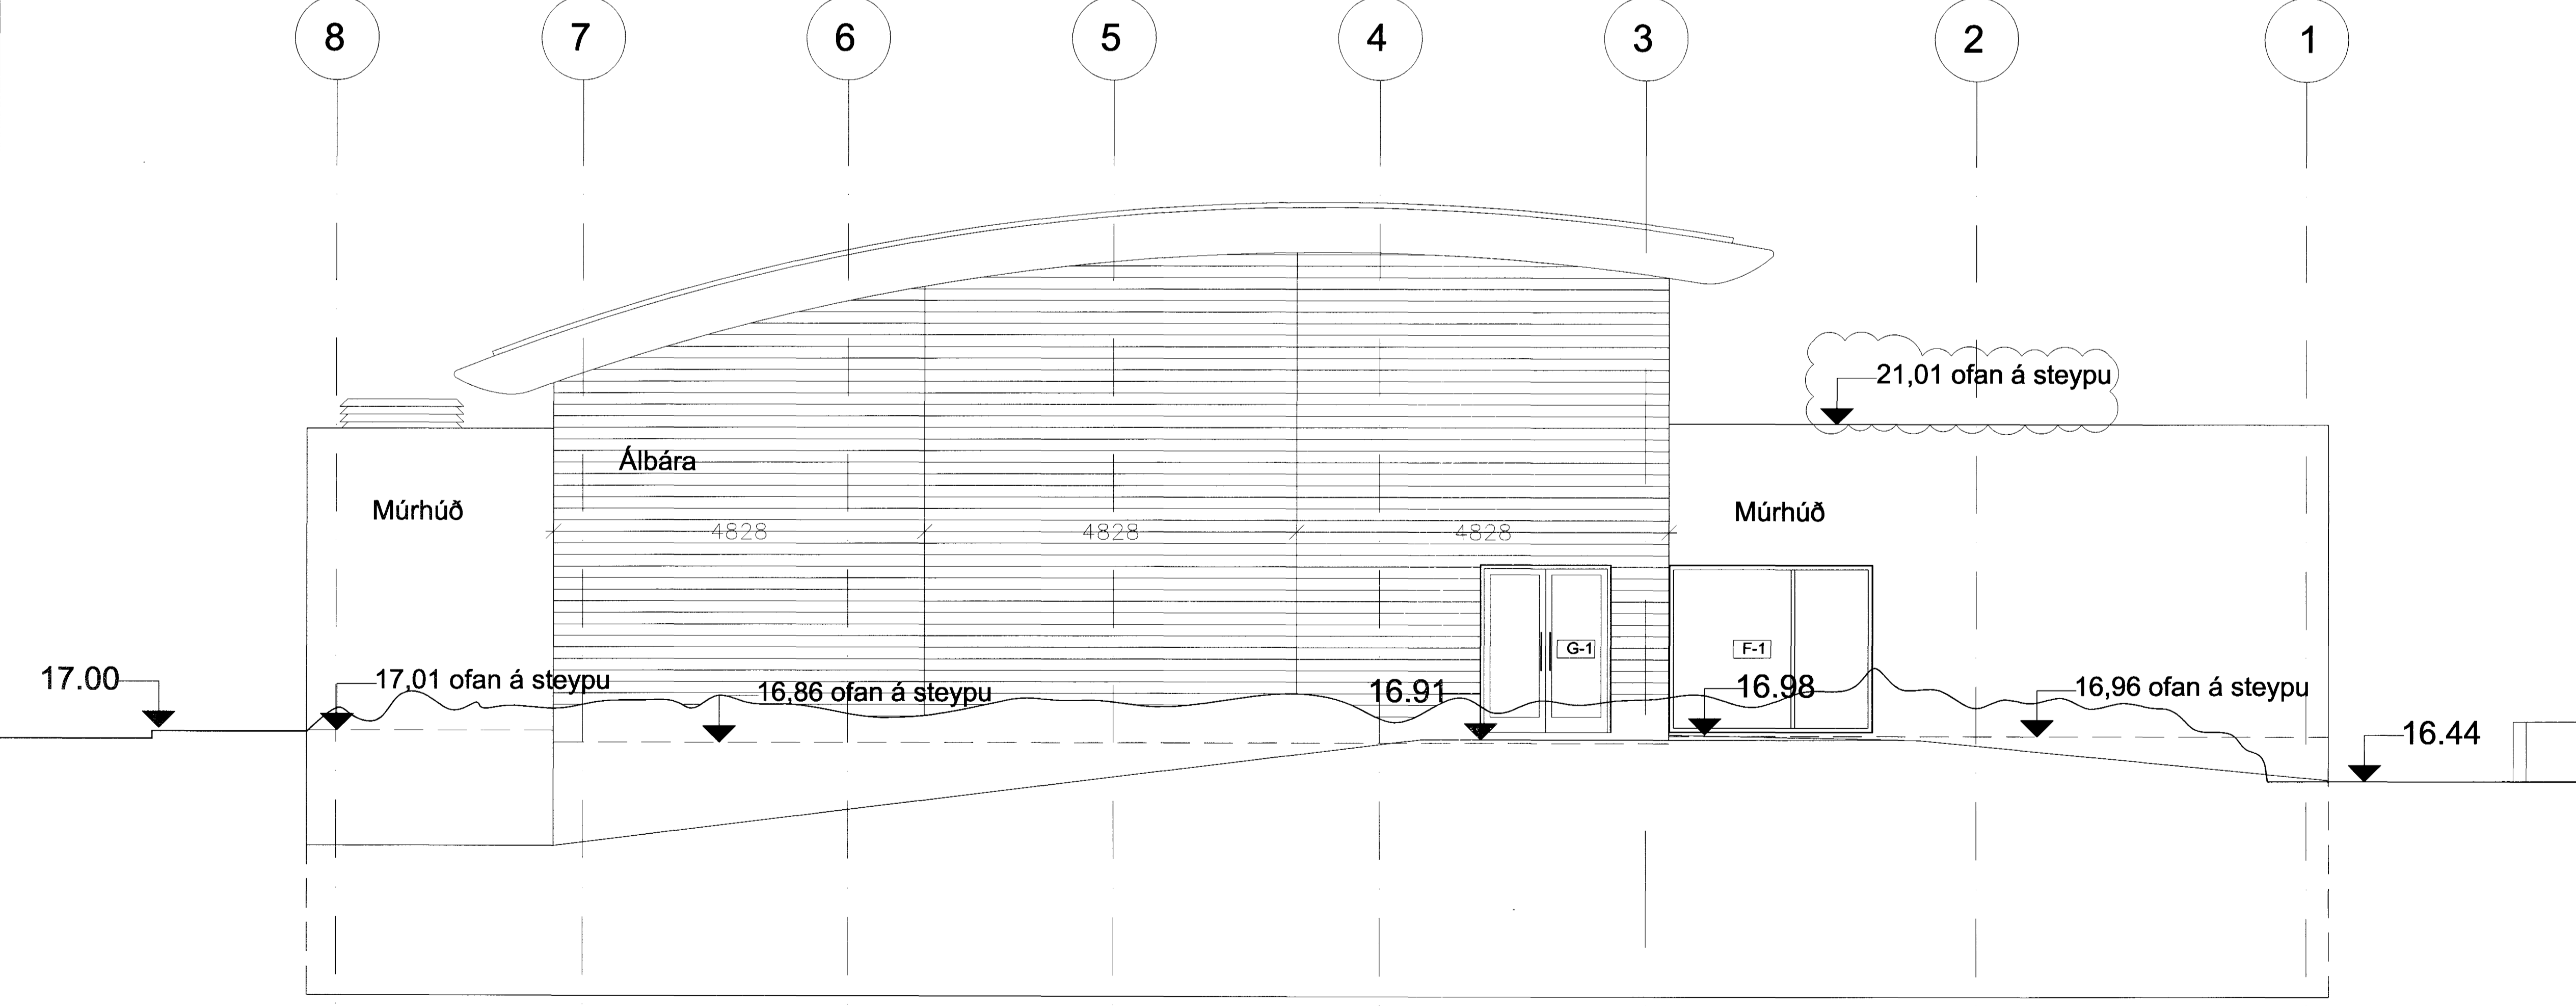 8
7
6
5
4
3
2
1
21,01 ofan á steypu
Álbára
Múrhúð
Múrhúð
4828
4828
4828
G-1
F-1
17.00
17,01 ofan á steypu
16,86 ofan á steypu
16.91
16.98
16,96 ofan á steypu
16.44